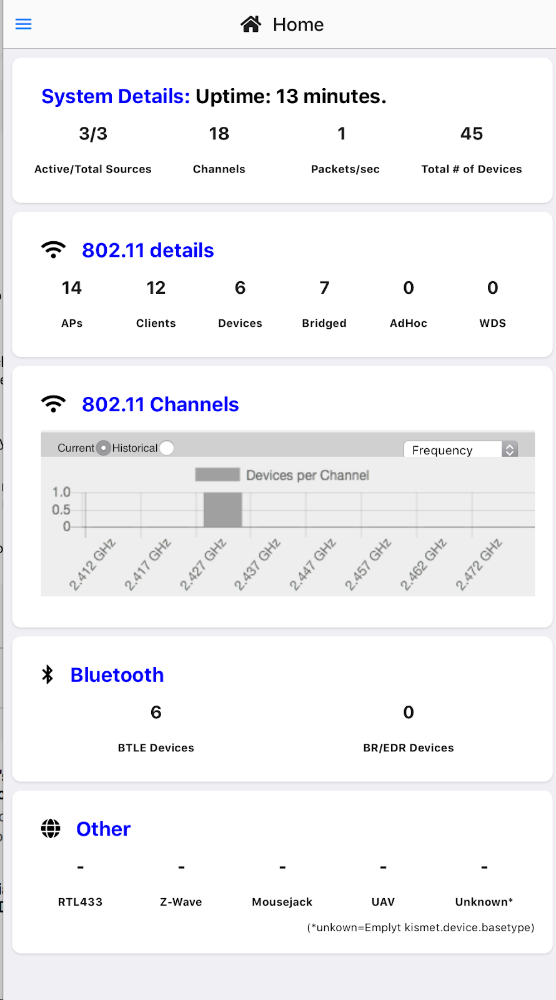 Home
System Details: Uptime: 13 minutes.
3/3 18 1 45
Active/Total Sources Channels Packets/sec Total # of Devices
802.11 details
14 12 6 7 0 0
APs Clients Devices Bridged AdHoc WDS
802.11 Channels
Current Historical Frequency
Devices per Channel
1.0
0.5
0
2.412 GHz 2.417 GHz 2.427 GHz 2.437 GHz 2.447 GHz 2.457 GHz 2.462 GHz 2.472 GHz
Bluetooth
6 0
BTLE Devices BR/EDR Devices
Other
- - - - -
RTL433 Z-Wave Mousejack UAV Unknown*
(*unkown=Emplyt kismet.device.basetype)